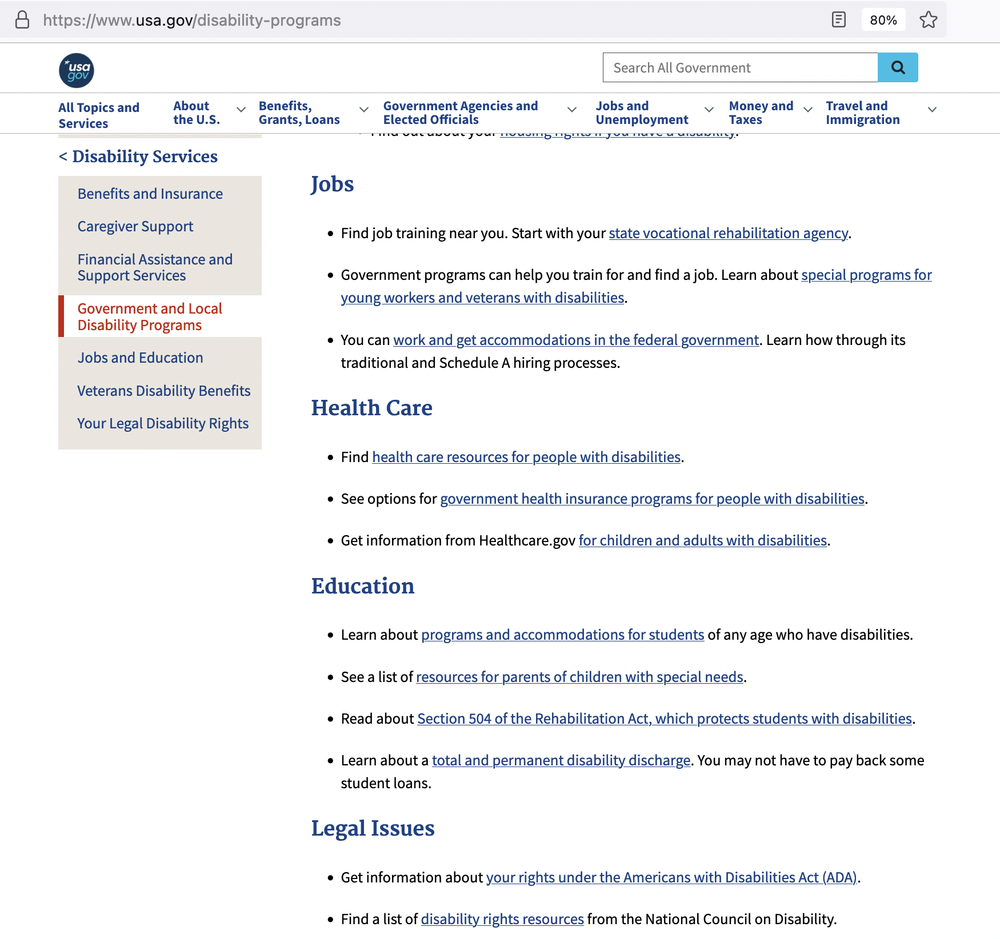 https://www.usa.gov/disability-programs
80%
usa
gov
Search All Government
All Topics and
Services
About
the U.S.
Benefits,
Grants, Loans
Government Agencies and
Elected Officials
Jobs and
Unemployment
Money and
Taxes
Travel and
Immigration
Find out about your housing rights if you have a disability.
< Disability Services
Benefits and Insurance
Caregiver Support
Financial Assistance and
Support Services
Government and Local
Disability Programs
Jobs and Education
Veterans Disability Benefits
Your Legal Disability Rights
Jobs
• Find job training near you. Start with your state vocational rehabilitation agency.
• Government programs can help you train for and find a job. Learn about special programs for
young workers and veterans with disabilities.
• You can work and get accommodations in the federal government. Learn how through its
traditional and Schedule A hiring processes.
Health Care
• Find health care resources for people with disabilities.
• See options for government health insurance programs for people with disabilities.
• Get information from Healthcare.gov for children and adults with disabilities.
Education
• Learn about programs and accommodations for students of any age who have disabilities.
• See a list of resources for parents of children with special needs.
• Read about Section 504 of the Rehabilitation Act, which protects students with disabilities.
• Learn about a total and permanent disability discharge. You may not have to pay back some
student loans.
Legal Issues
• Get information about your rights under the Americans with Disabilities Act (ADA).
• Find a list of disability rights resources from the National Council on Disability.